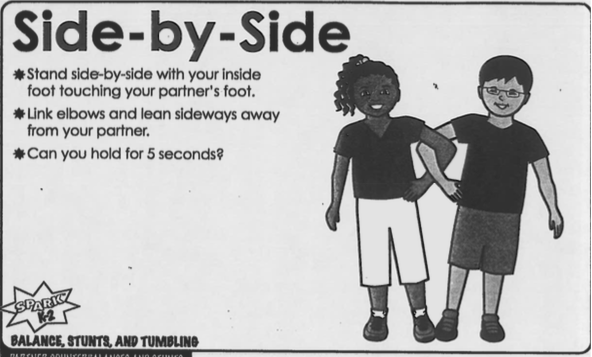 Side-by-Side
✷ Stand side-by-side with your inside
foot touching your partner's foot.
✷ Link elbows and lean sideways away
from your partner.
✷ Can you hold for 5 seconds?
SPARK
K-2
BALANCE, STUNTS, AND TUMBLING